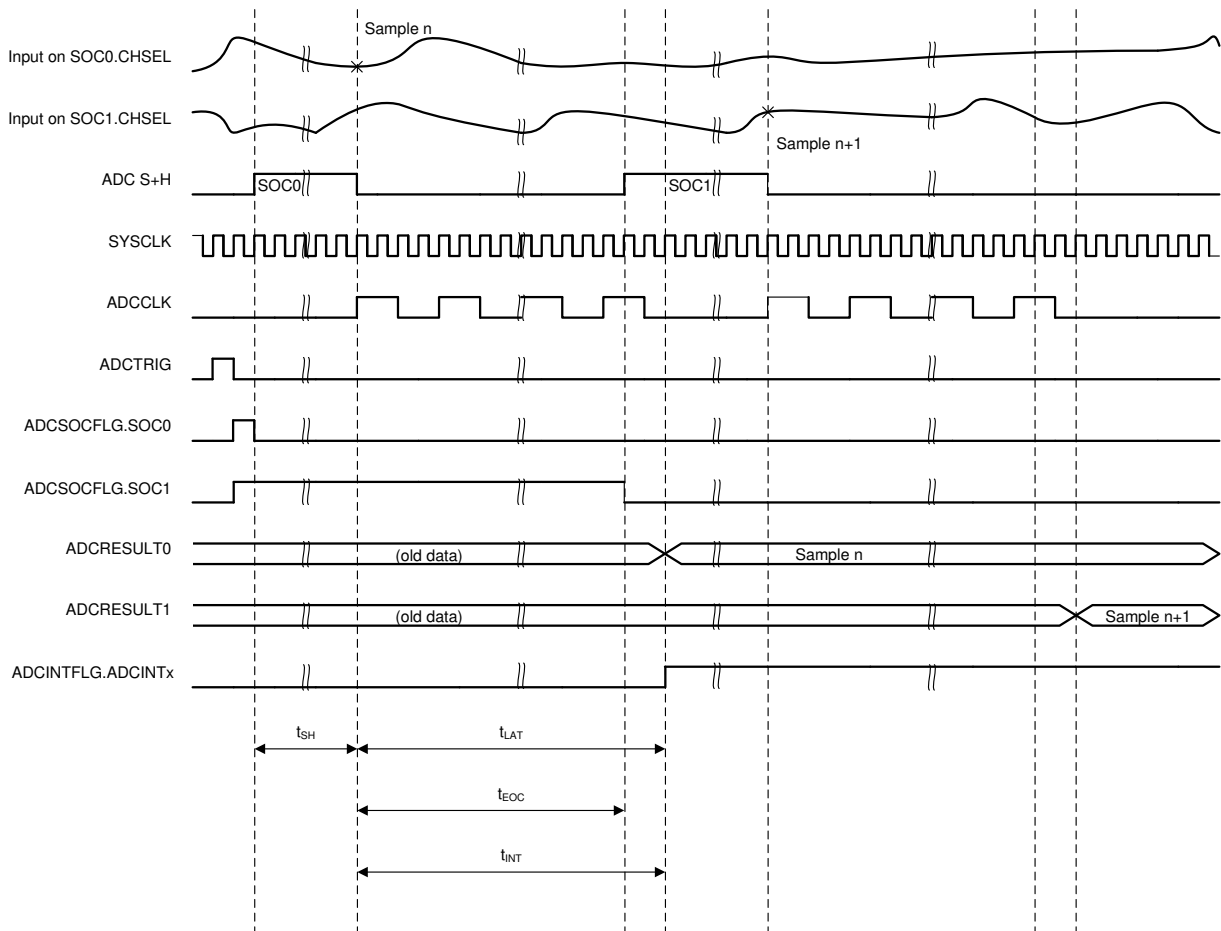 Sample n
Input on SOC0.CHSEL
Input on SOC1.CHSEL
Sample n+1
ADC S+H
SOC0
SOC1
SYSCLK
ADCCLK
ADCTRIG
ADCSOCFLG.SOC0
ADCSOCFLG.SOC1
ADCRESULT0
(old data)
Sample n
ADCRESULT1
(old data)
Sample n+1
ADCINTFLG.ADCINTx
tSH
tLAT
tEOC
tINT